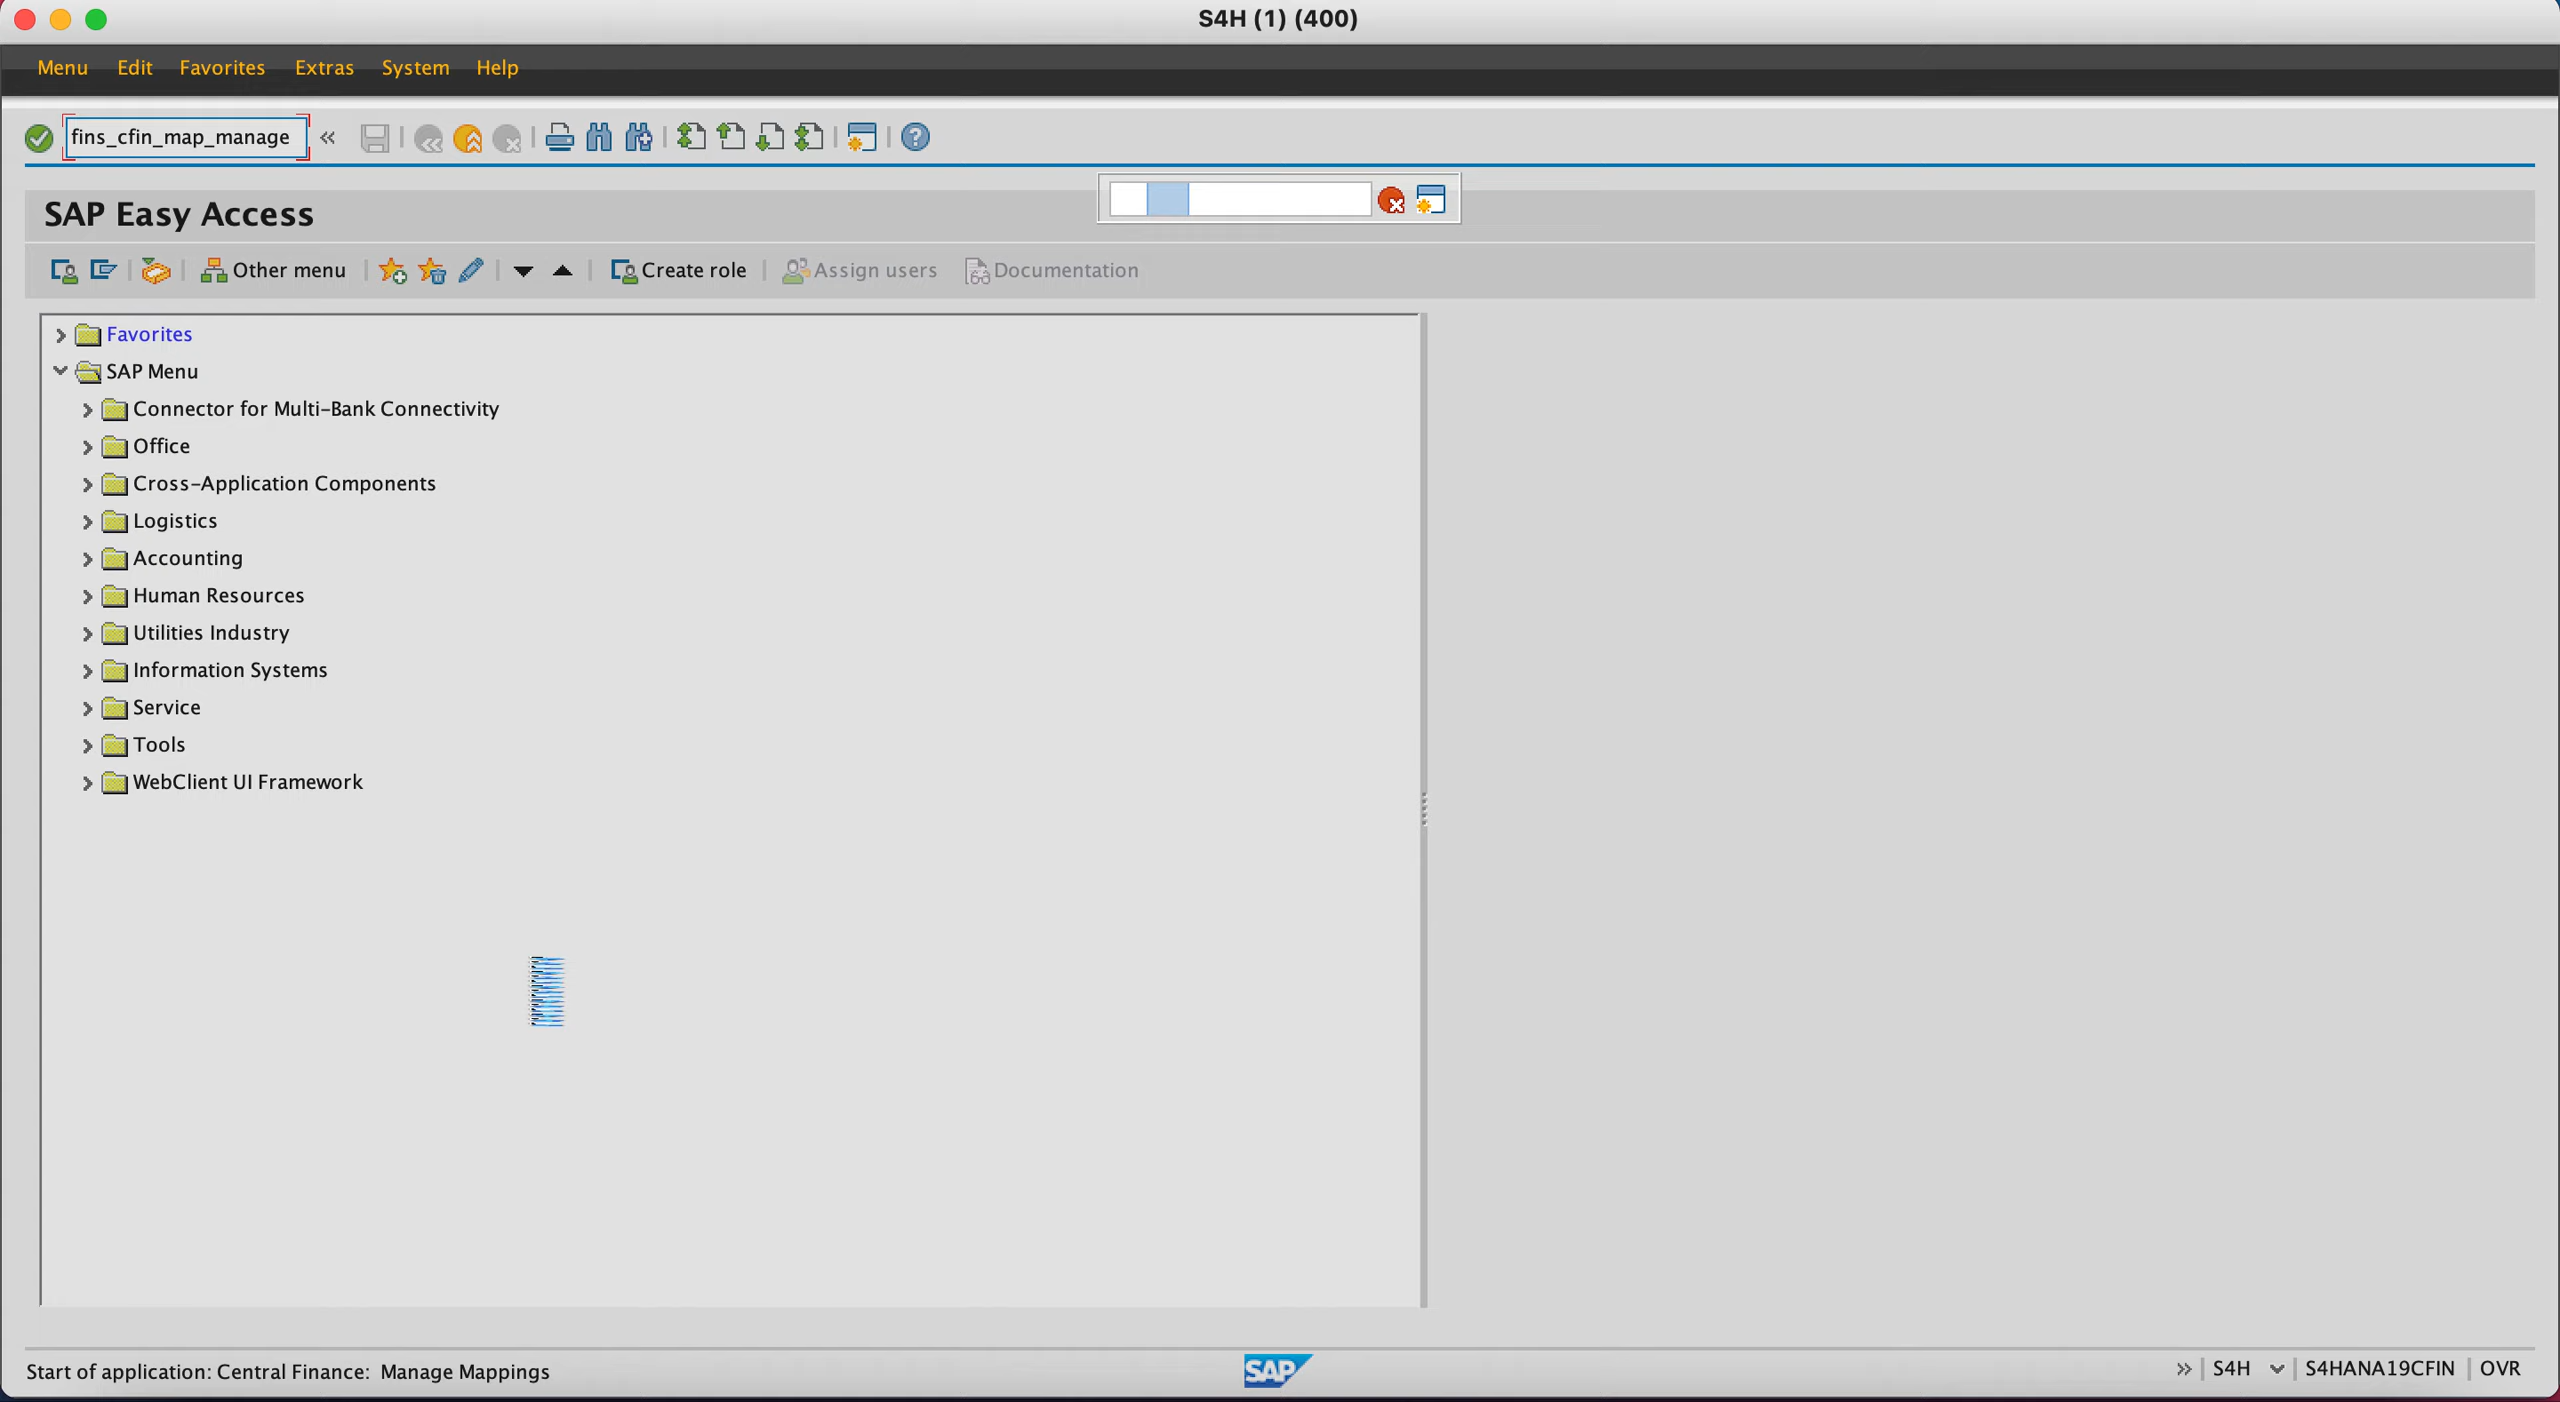 S4H (1) (400)
Menu Edit Favorites Extras System Help
fins_cfin_map_manage
SAP Easy Access
Other menu Create role Assign users Documentation
Favorites
SAP Menu
Connector for Multi-Bank Connectivity
Office
Cross-Application Components
Logistics
Accounting
Human Resources
Utilities Industry
Information Systems
Service
Tools
WebClient UI Framework
Start of application: Central Finance: Manage Mappings SAP S4H S4HANA19CFIN OVR